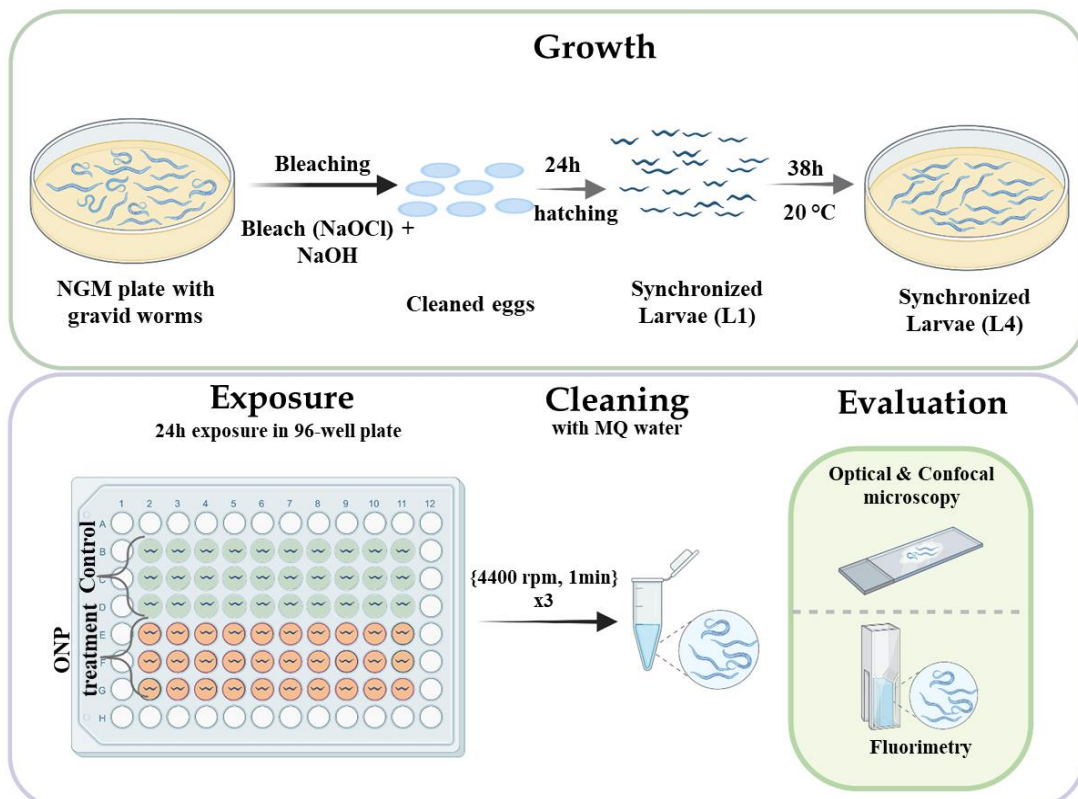 Growth
Bleaching
Bleach (NaOCl) +
NaOH
24h
hatching
38h
20 °C
NGM plate with
gravid worms
Cleaned eggs
Synchronized
Larvae (L1)
Synchronized
Larvae (L4)
Exposure
24h exposure in 96-well plate
1 2 3 4 5 6 7 8 9 10 11 12
A
B
C
D
E
F
G
H
Control
ONP
treatment
Cleaning
with MQ water
{4400 rpm, 1min}
x3
Evaluation
Optical & Confocal
microscopy
Fluorimetry